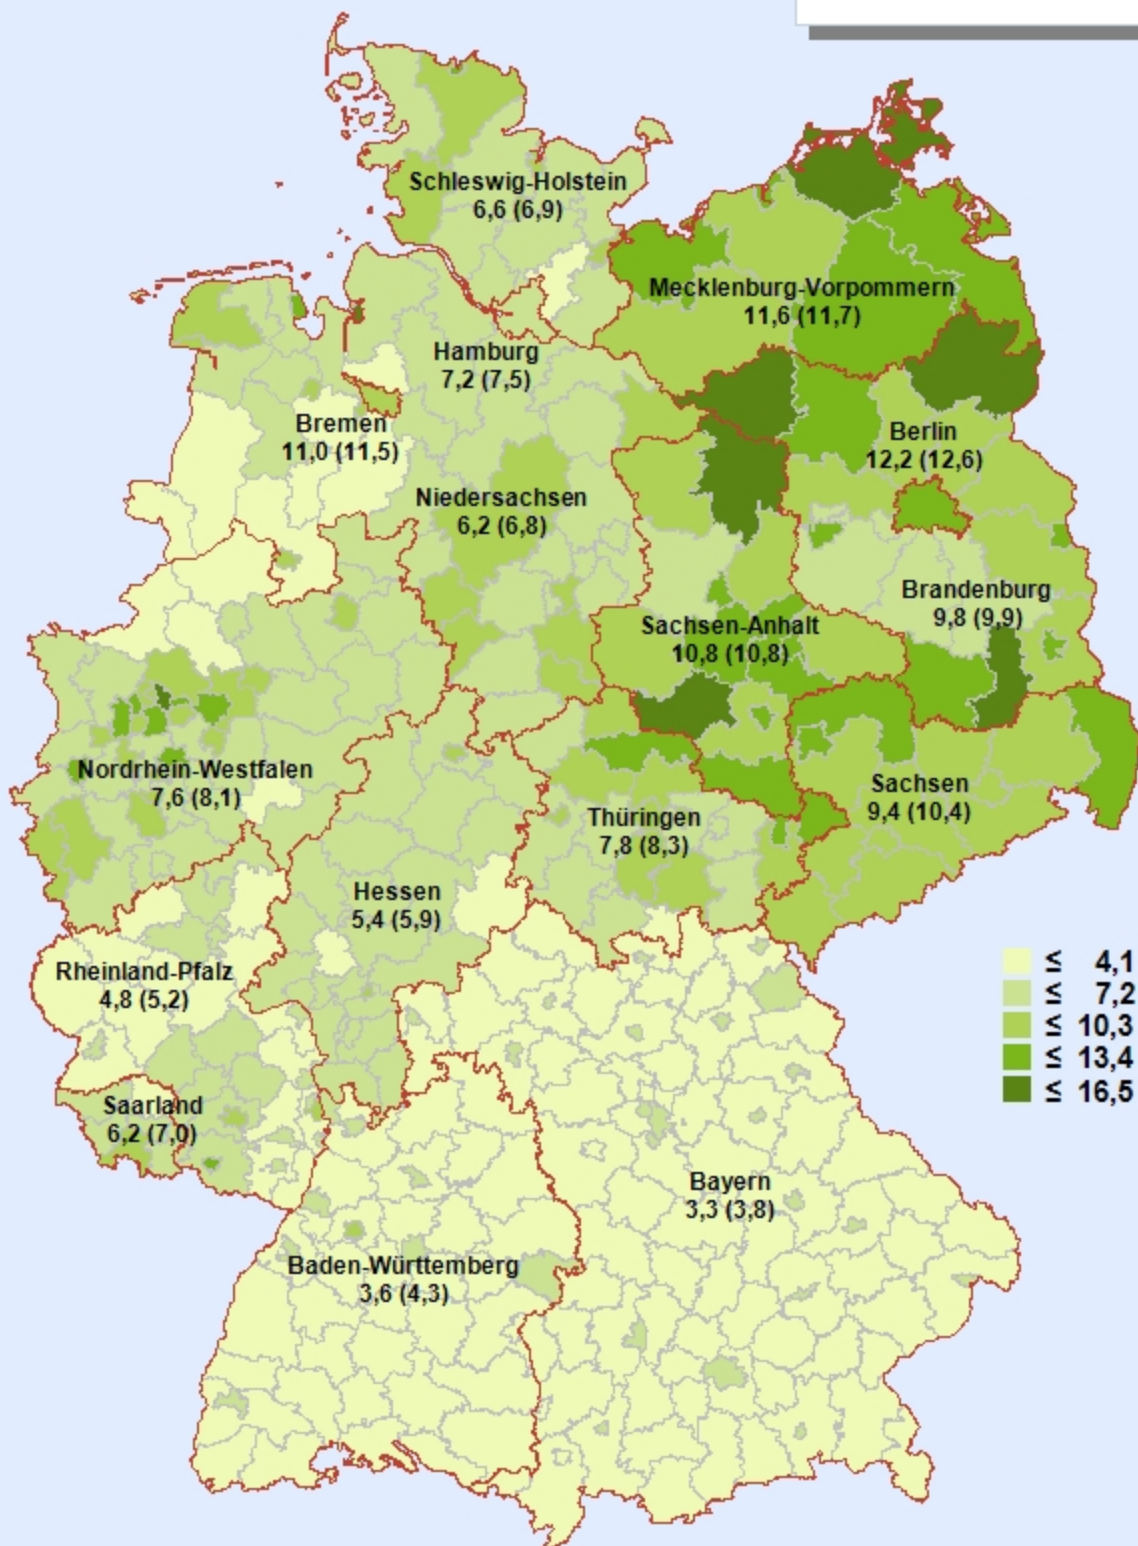 Schleswig-Holstein
6,6 (6,9)
Mecklenburg-Vorpommern
11,6 (11,7)
Hamburg
7,2 (7,5)
Bremen
11,0 (11,5)
Berlin
12,2 (12,6)
Niedersachsen
6,2 (6,8)
Brandenburg
9,8 (9,9)
Sachsen-Anhalt
10,8 (10,8)
Nordrhein-Westfalen
7,6 (8,1)
Sachsen
9,4 (10,4)
Thüringen
7,8 (8,3)
Hessen
5,4 (5,9)
Rheinland-Pfalz
4,8 (5,2)
≤ 4,1
≤ 7,2
≤ 10,3
≤ 13,4
≤ 16,5
Saarland
6,2 (7,0)
Bayern
3,3 (3,8)
Baden-Württemberg
3,6 (4,3)